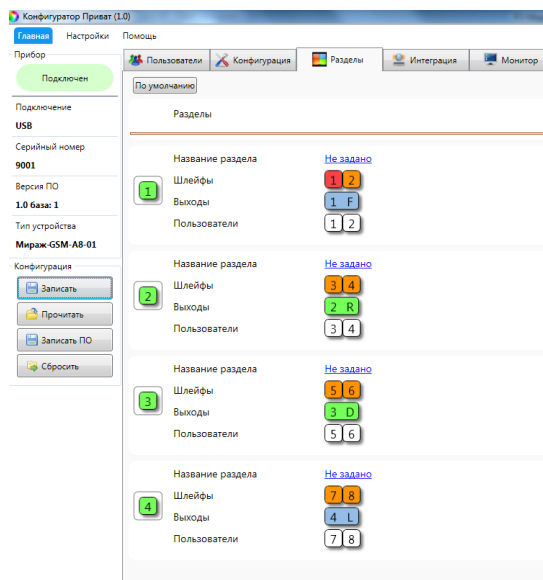 Конфигуратор Приват (1.0)
Главная Настройки Помощь
Прибор
Подключен
Подключение
USB
Серийный номер
9001
Версия ПО
1.0 база: 1
Тип устройства
Мираж-GSM-A8-01
Конфигурация
Записать
Прочитать
Записать ПО
Сбросить
Пользователи Конфигурация Разделы Интеграция Монитор
По умолчанию
Разделы
1
Название раздела Не задано
Шлейфы 1 2
Выходы 1 F
Пользователи 1 2
2
Название раздела Не задано
Шлейфы 3 4
Выходы 2 R
Пользователи 3 4
3
Название раздела Не задано
Шлейфы 5 6
Выходы 3 D
Пользователи 5 6
4
Название раздела Не задано
Шлейфы 7 8
Выходы 4 L
Пользователи 7 8